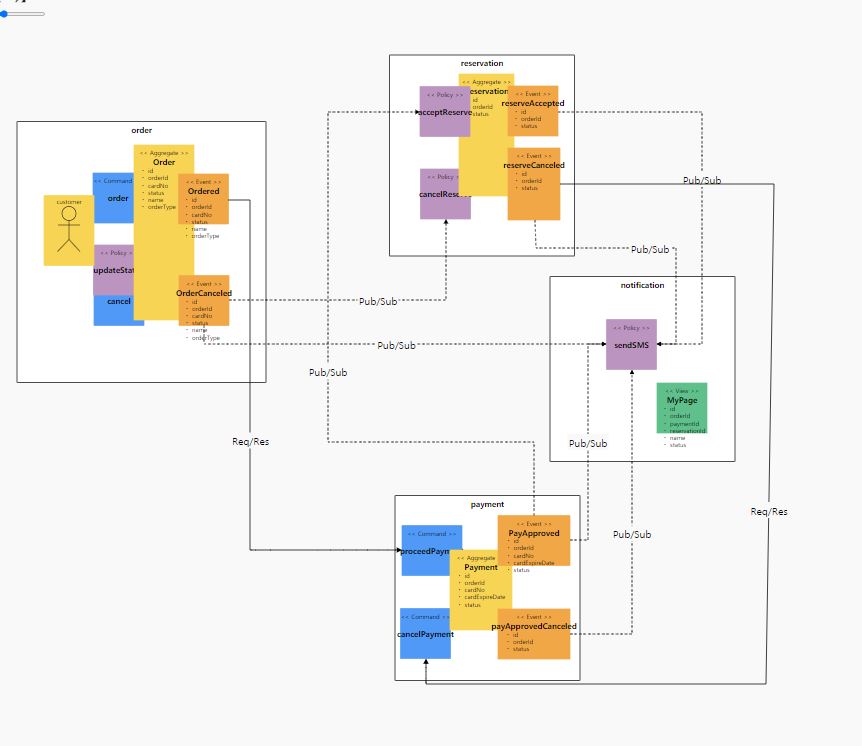 order
<< Aggregate >>
Order
id
orderId
cardNo
status
name
orderType
<< Command
order
<< Event >>
Ordered
id
orderId
cardNo
status
name
orderType
customer
<< Policy >
updateStat
cancel
<< Event >>
OrderCanceled
id
orderId
cardNo
status
name
orderType
reservation
<< Aggregate >>
eservation
id
orderId
status
<< Policy >>
acceptReserve
<< Event >>
reserveAccepted
id
orderId
status
<< Event >>
reserveCanceled
id
orderId
status
<< Policy >
Pub/Sub
Pub/Sub
Pub/Sub
Pub/Sub
Pub/Sub
notification
<< Policy >>
sendSMS
<< View >>
MyPage
id
orderId
paymentId
reservationId
name
status
Req/Res
Pub/Sub
Req/Res
Pub/Sub
payment
<< Command >>
proceedPaym
<< Event >>
PayApproved
id
orderId
cardNo
cardExpireDate
status
<< Aggregate
Payment
id
orderId
cardNo
cardExpireDate
status
<< Command >>
cancelPayment
<< Event >>
payApprovedCanceled
id
orderId
status